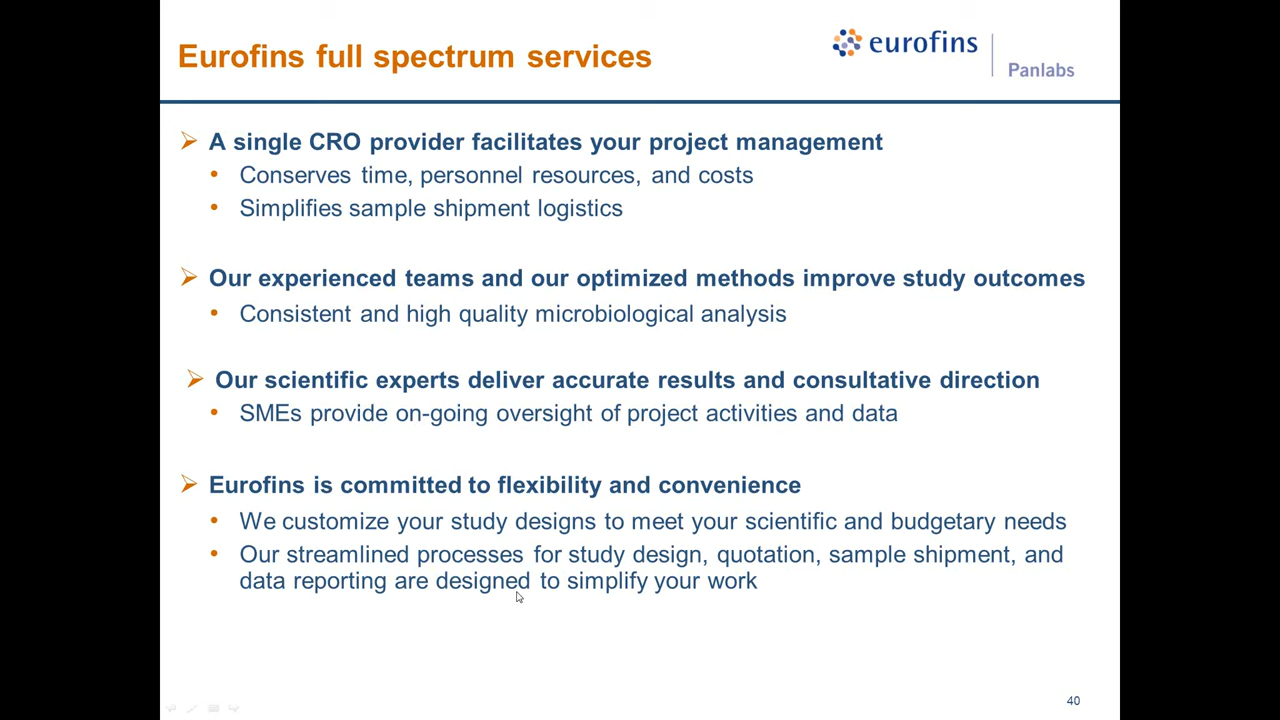 Eurofins full spectrum services
eurofins
Panlabs
A single CRO provider facilitates your project management
Conserves time, personnel resources, and costs
Simplifies sample shipment logistics
Our experienced teams and our optimized methods improve study outcomes
Consistent and high quality microbiological analysis
Our scientific experts deliver accurate results and consultative direction
SMEs provide on-going oversight of project activities and data
Eurofins is committed to flexibility and convenience
We customize your study designs to meet your scientific and budgetary needs
Our streamlined processes for study design, quotation, sample shipment, and
data reporting are designed to simplify your work
40